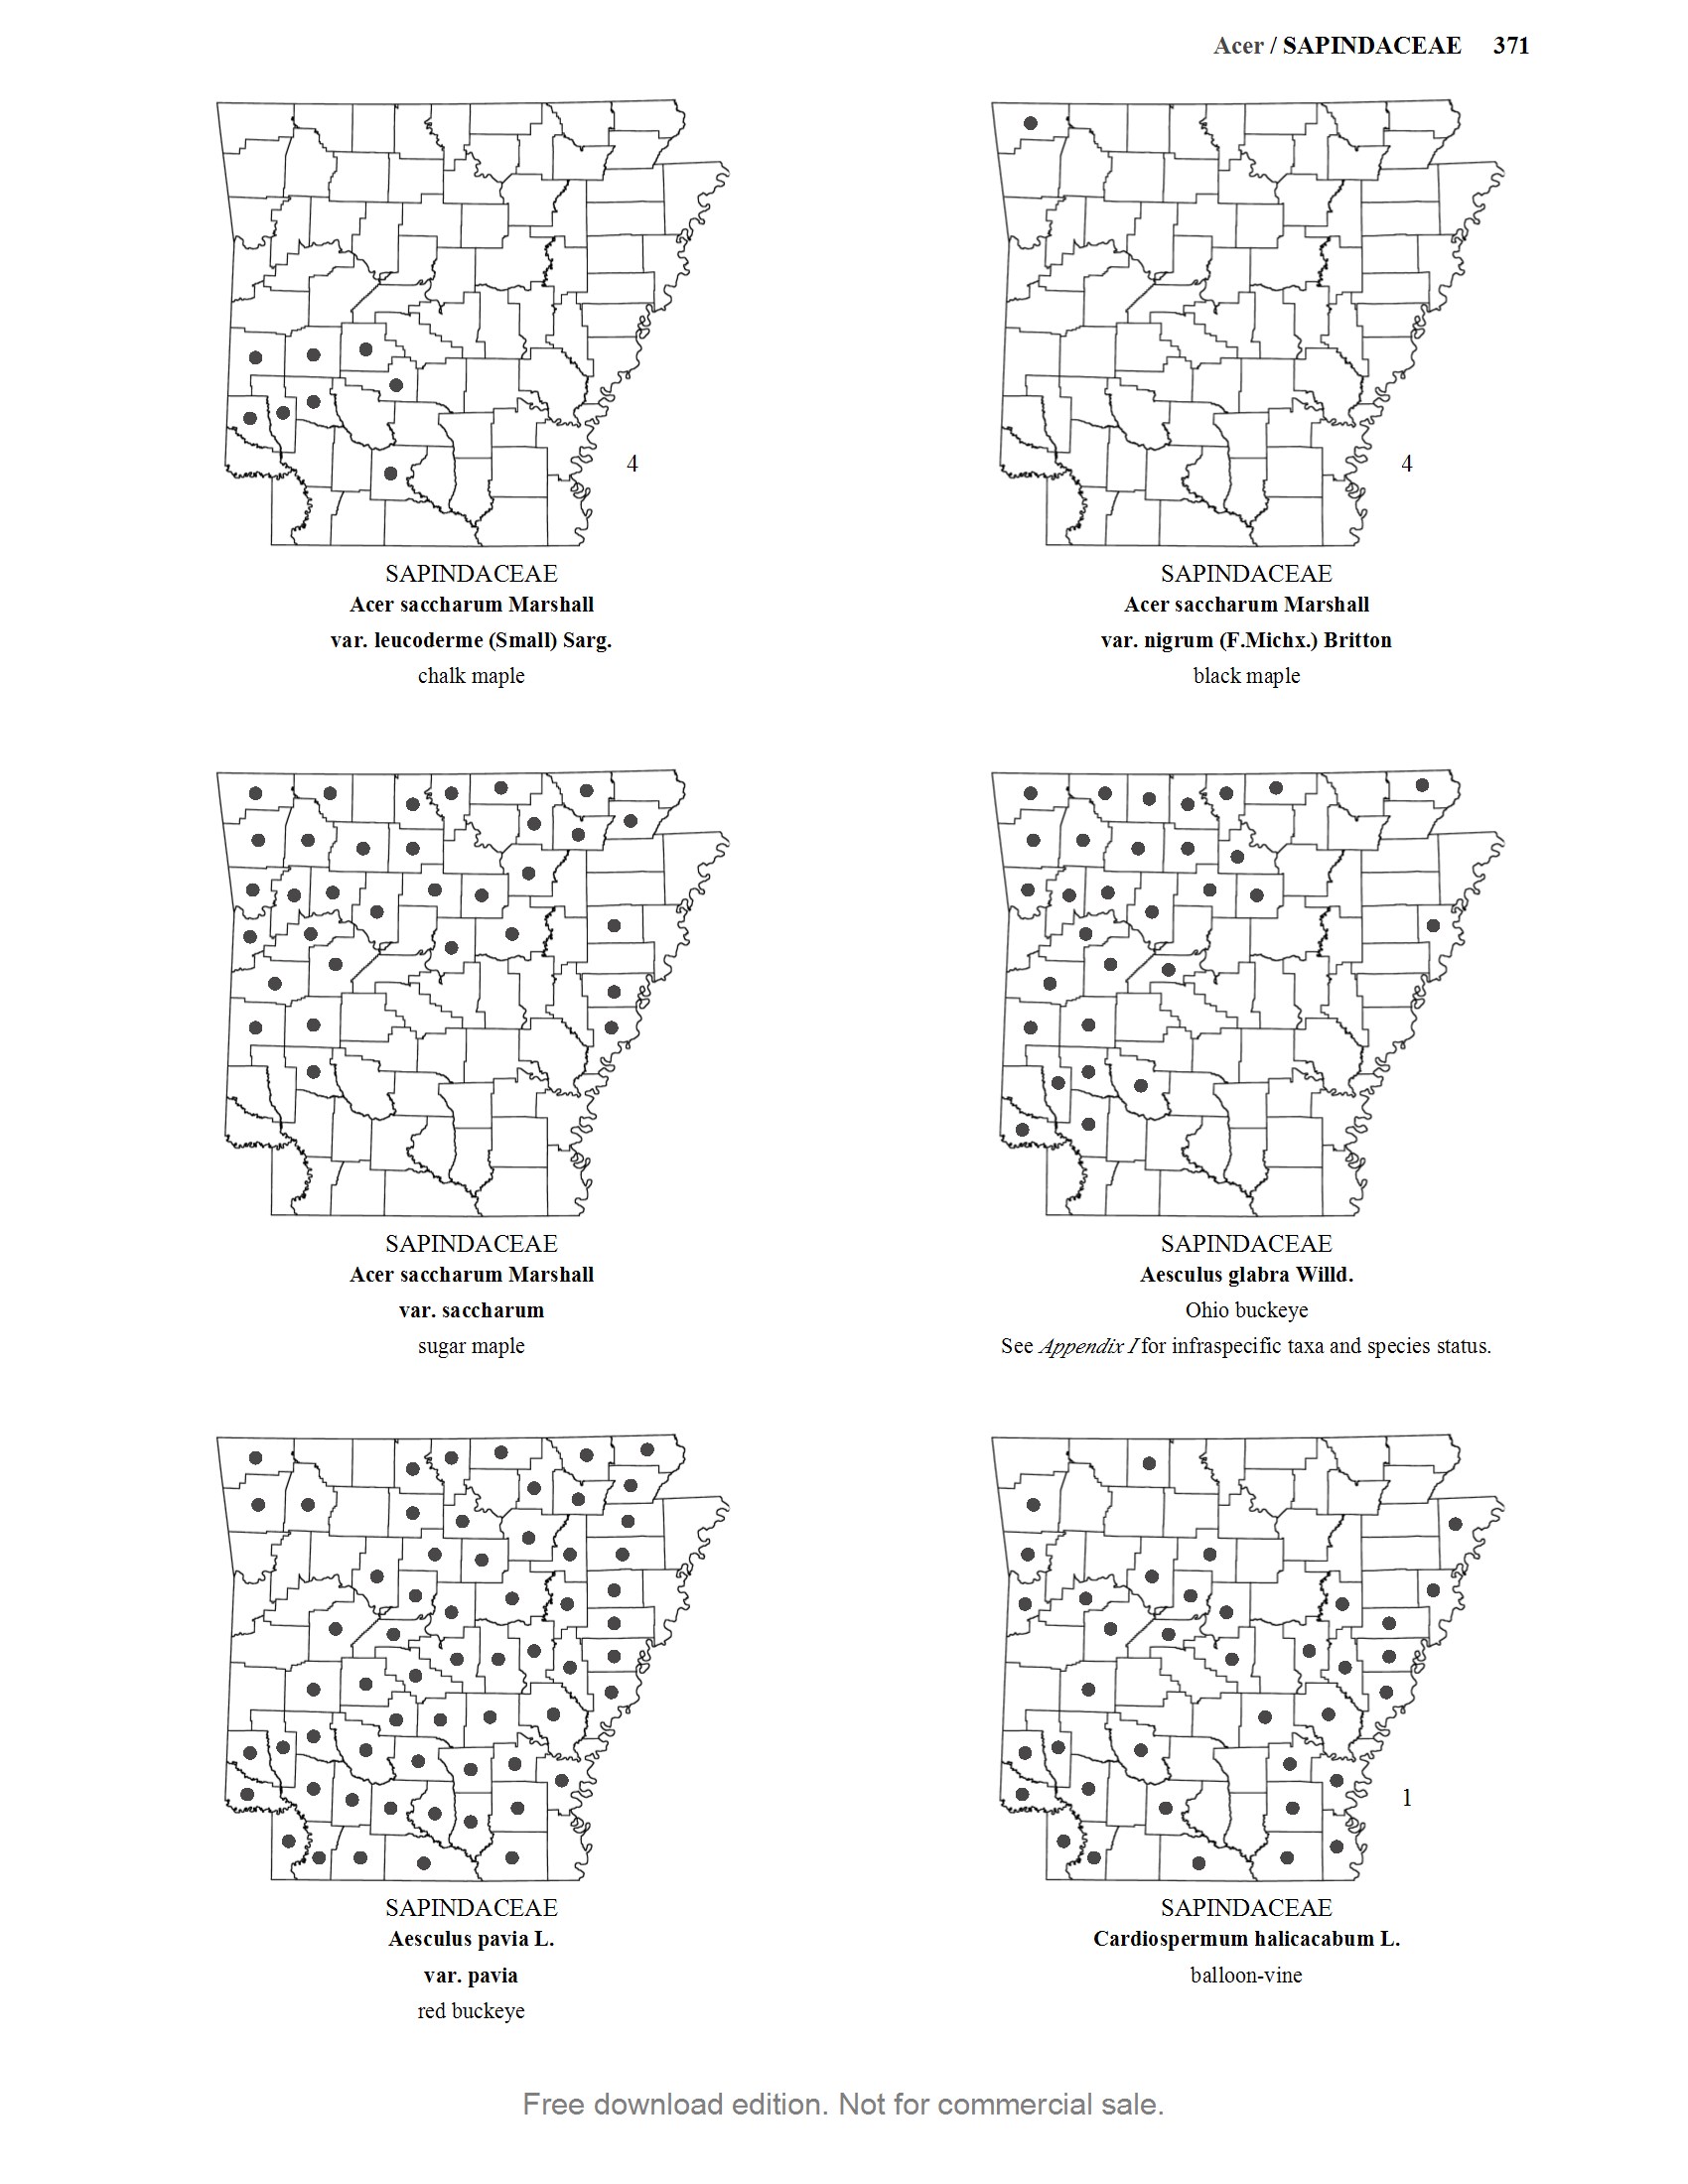 Acer / SAPINDACEAE 371
4
SAPINDACEAE
Acer saccharum Marshall
var. leucoderme (Small) Sarg.
chalk maple
4
SAPINDACEAE
Acer saccharum Marshall
var. nigrum (F.Michx.) Britton
black maple
SAPINDACEAE
Acer saccharum Marshall
var. saccharum
sugar maple
SAPINDACEAE
Aesculus glabra Willd.
Ohio buckeye
See Appendix I for infraspecific taxa and species status.
SAPINDACEAE
Aesculus pavia L.
var. pavia
red buckeye
1
SAPINDACEAE
Cardiospermum halicacabum L.
balloon-vine
Free download edition. Not for commercial sale.